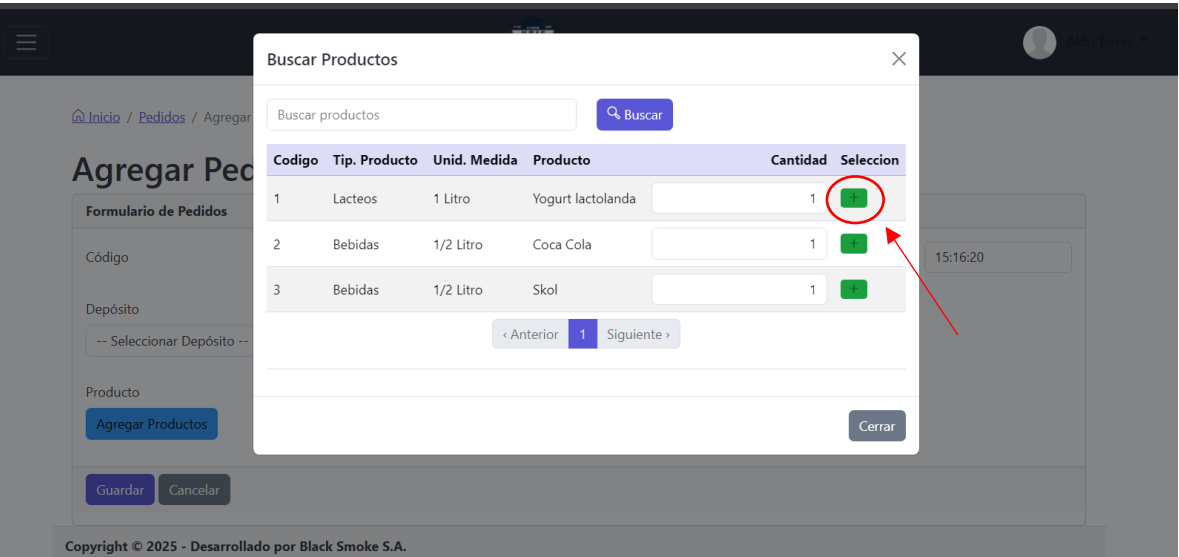 Buscar Productos
Aldo Torres
Inicio / Pedidos / Agregar
Buscar productos
Buscar
Agregar Ped
Codigo Tip. Producto Unid. Medida Producto Cantidad Seleccion
1 Lacteos 1 Litro Yogurt lactolanda 1 +
2 Bebidas 1/2 Litro Coca Cola 1 +
3 Bebidas 1/2 Litro Skol 1 +
‹ Anterior 1 Siguiente ›
Cerrar
Formulario de Pedidos
Código
15:16:20
Depósito
-- Seleccionar Depósito --
Producto
Agregar Productos
Guardar Cancelar
Copyright © 2025 - Desarrollado por Black Smoke S.A.